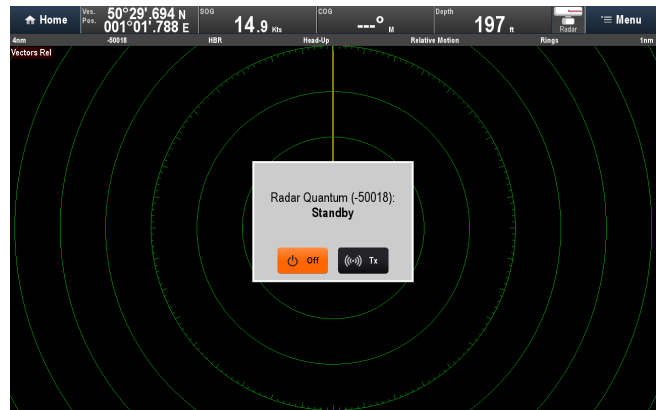 Home
Ves. Pos. 50°29'.694 N
001°01'.788 E
SOG
14.9 Kts
COG
---° M
Depth
197 ft
Radar
Menu
4nm -50018 HBR Head-Up Relative Motion Rings 1nm
Vectors Rel
Radar Quantum (-50018):
Standby
Off Tx